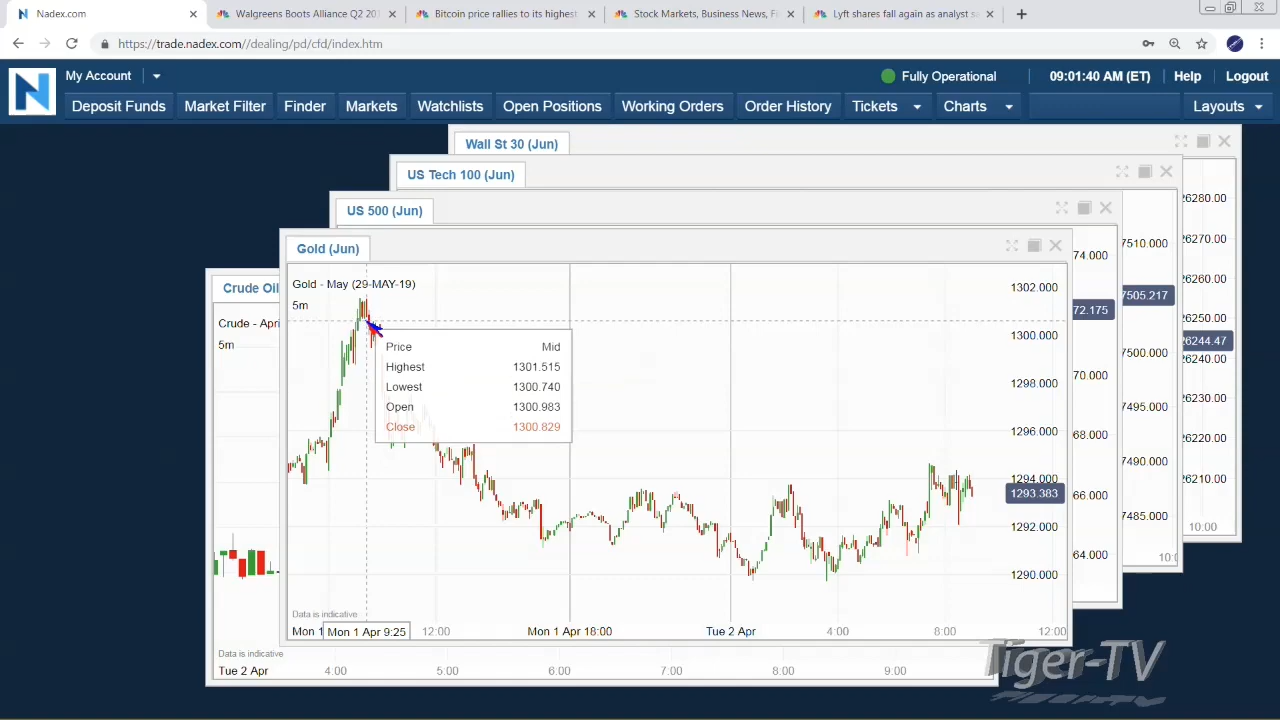 Nadex.com
Walgreens Boots Alliance Q2 20
Bitcoin price rallies to its highest
Stock Markets, Business News, F
Lyft shares fall again as analyst s
https://trade.nadex.com//dealing/pd/cfd/index.htm
My Account
Fully Operational
09:01:40 AM (ET)
Help
Logout
Deposit Funds
Market Filter
Finder
Markets
Watchlists
Open Positions
Working Orders
Order History
Tickets
Charts
Layouts
Wall St 30 (Jun)
US Tech 100 (Jun)
US 500 (Jun)
Gold (Jun)
Crude Oil
Gold - May (29-MAY-19)
5m
Crude - Apri
5m
Price Mid
Highest 1301.515
Lowest 1300.740
Open 1300.983
Close 1300.829
1302.000
1300.000
1298.000
1296.000
1294.000
1293.383
1292.000
1290.000
74.000
72.175
70.000
68.000
66.000
64.000
7510.000
7505.217
7500.000
7495.000
7490.000
7485.000
10:0
26280.00
26270.00
26260.00
26250.00
26244.47
26240.00
26230.00
26220.00
26210.00
10:00
Data is indicative
Mon 1
Mon 1 Apr 9:25
12:00
Mon 1 Apr 18:00
Tue 2 Apr
4:00
8:00
12:00
Data is indicative
Tue 2 Apr
4:00
5:00
6:00
7:00
8:00
9:00
Tiger-TV